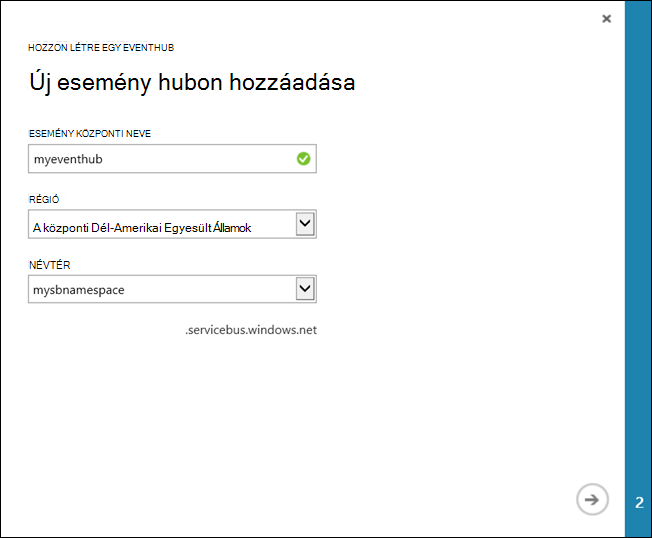 HOZZON LÉTRE EGY EVENTHUB
Új esemény hubon hozzáadása
ESEMÉNY KÖZPONTI NEVE
myeventhub
RÉGIÓ
A központi Dél-Amerikai Egyesült Államok
NÉVTÉR
mysbnamespace
.servicebus.windows.net
2